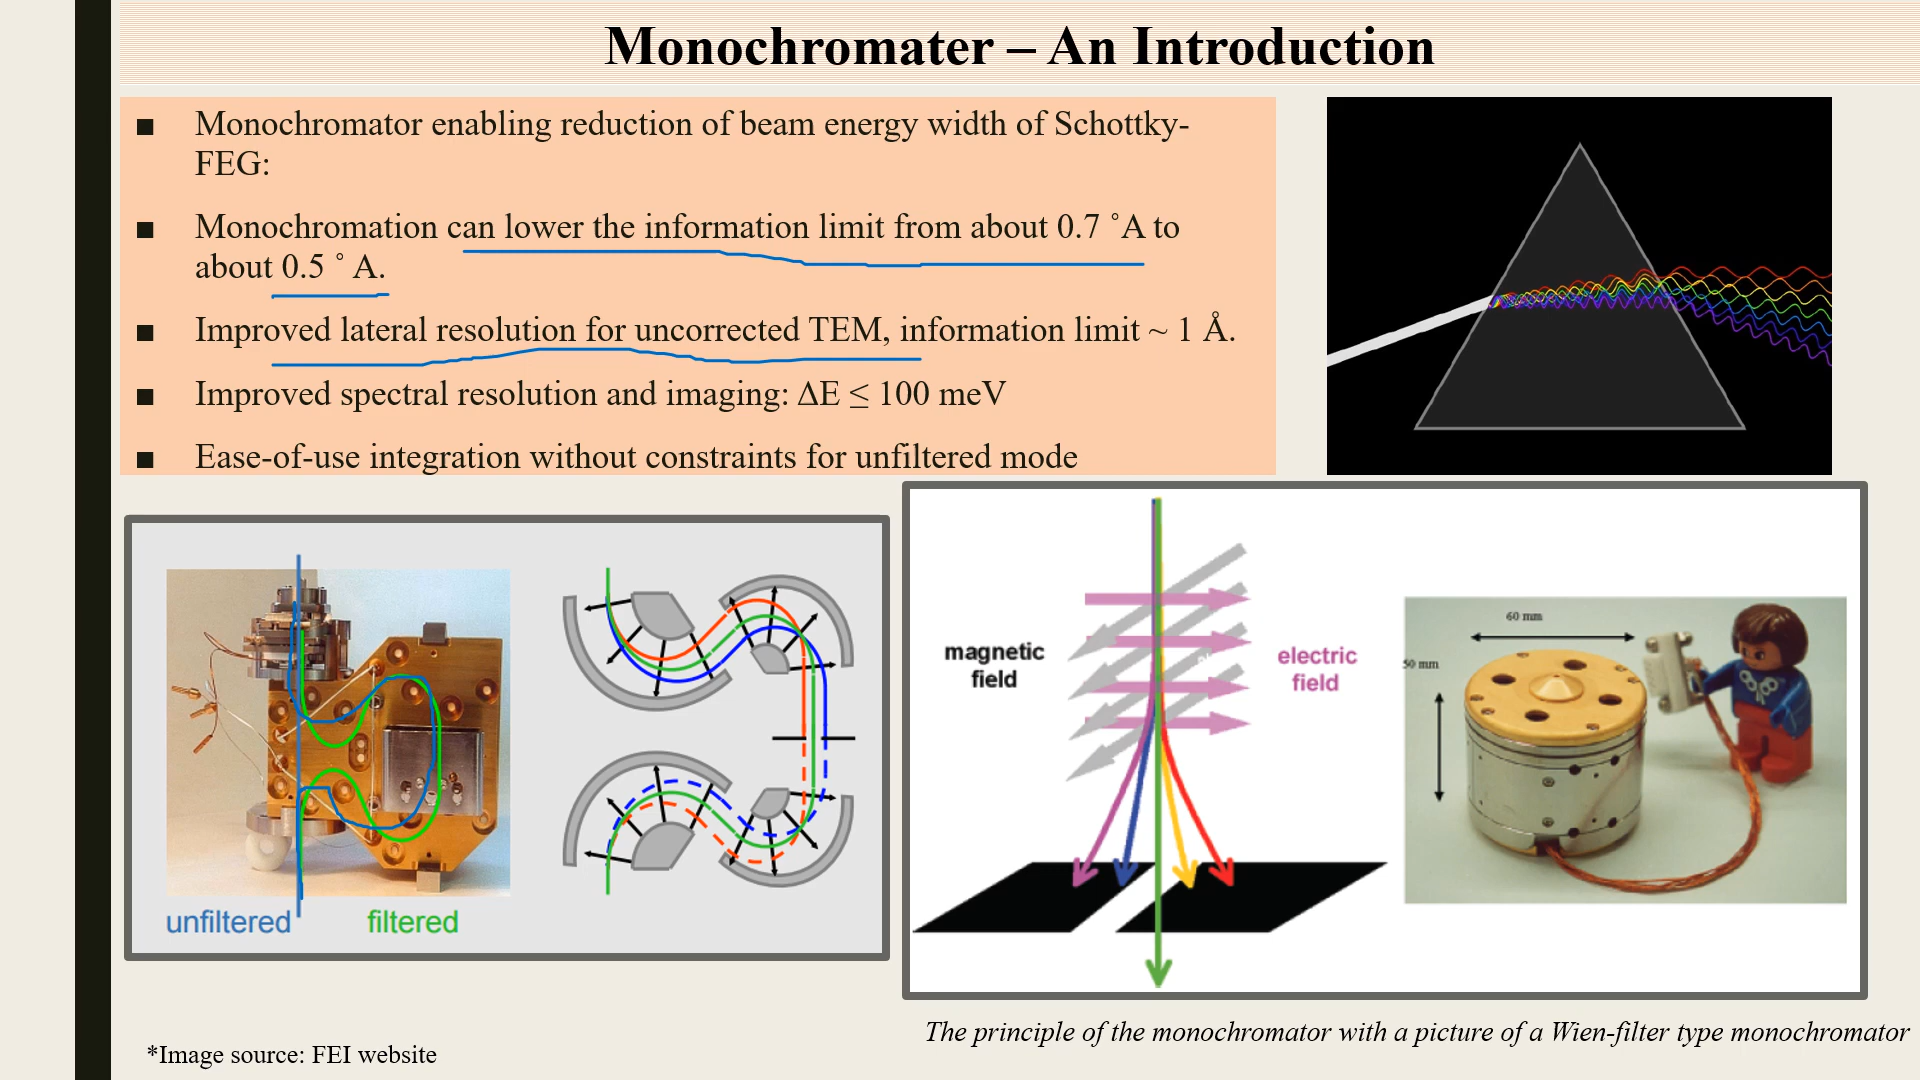 Monochromater – An Introduction
■ Monochromator enabling reduction of beam energy width of Schottky-
FEG:
■ Monochromation can lower the information limit from about 0.7 ˚A to
about 0.5 ˚ A.
■ Improved lateral resolution for uncorrected TEM, information limit ~ 1 Å.
■ Improved spectral resolution and imaging: ΔE ≤ 100 meV
■ Ease-of-use integration without constraints for unfiltered mode
unfiltered
filtered
magnetic
field
electric
field
60 mm
50 mm
The principle of the monochromator with a picture of a Wien-filter type monochromator
*Image source: FEI website